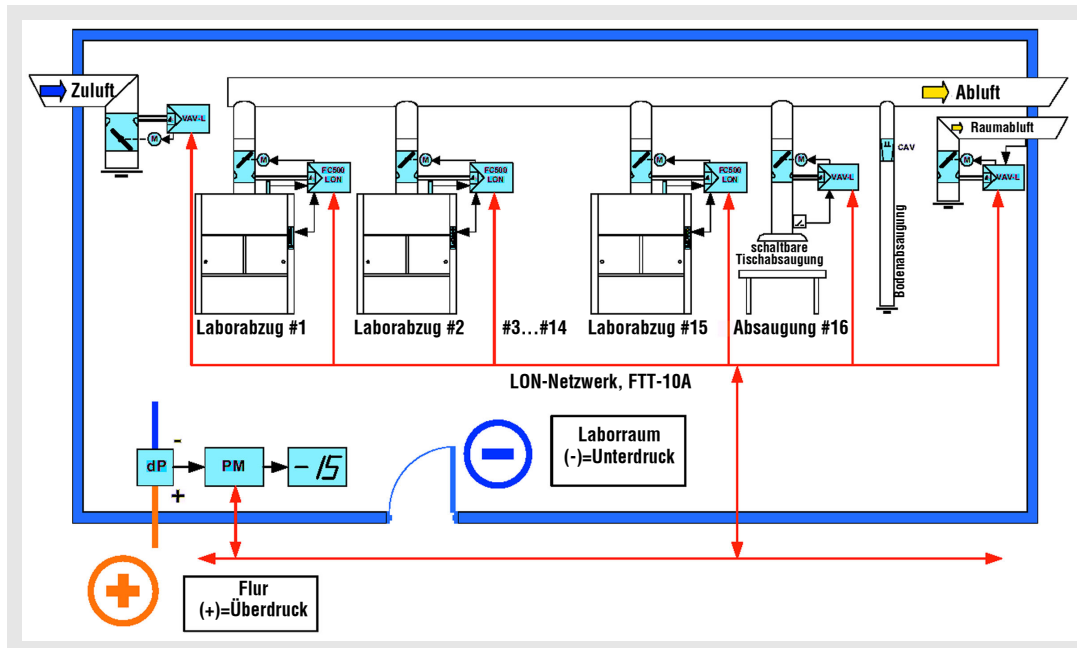 Zuluft
VAV-L
M
Abluft
Raumabluft
CAV
M
FC500
LON
M
FC500
LON
M
FC500
LON
M
VAV-L
M
VAV-L
schaltbare
Tischabsaugung
Bodenabsaugung
Laborabzug #1
Laborabzug #2
#3...#14
Laborabzug #15
Absaugung #16
LON-Netzwerk, FTT-10A
Laborraum
(-)=Unterdruck
-
dP
PM
-15
+
Flur
(+)=Überdruck